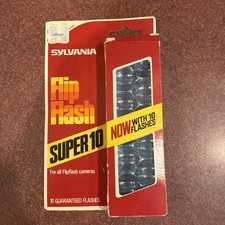 SYLVANIA
Flip
flash
SUPER 10
For all Flipflash cameras
10 GUARANTEED FLASHES
NOW WITH 10
FLASHES